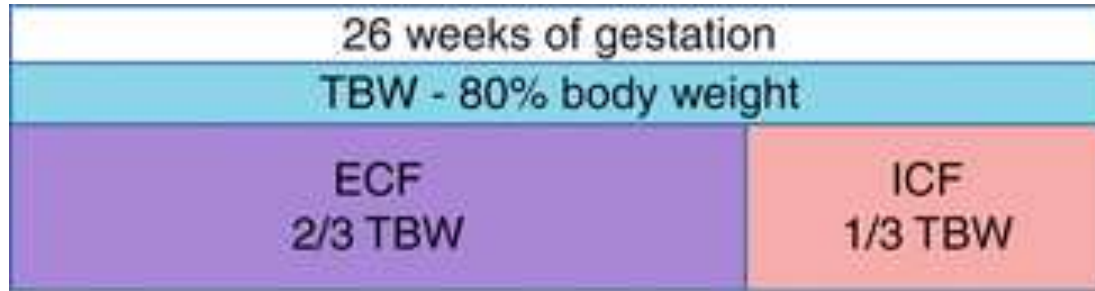 26 weeks of gestation
TBW - 80% body weight
ECF
2/3 TBW
ICF
1/3 TBW